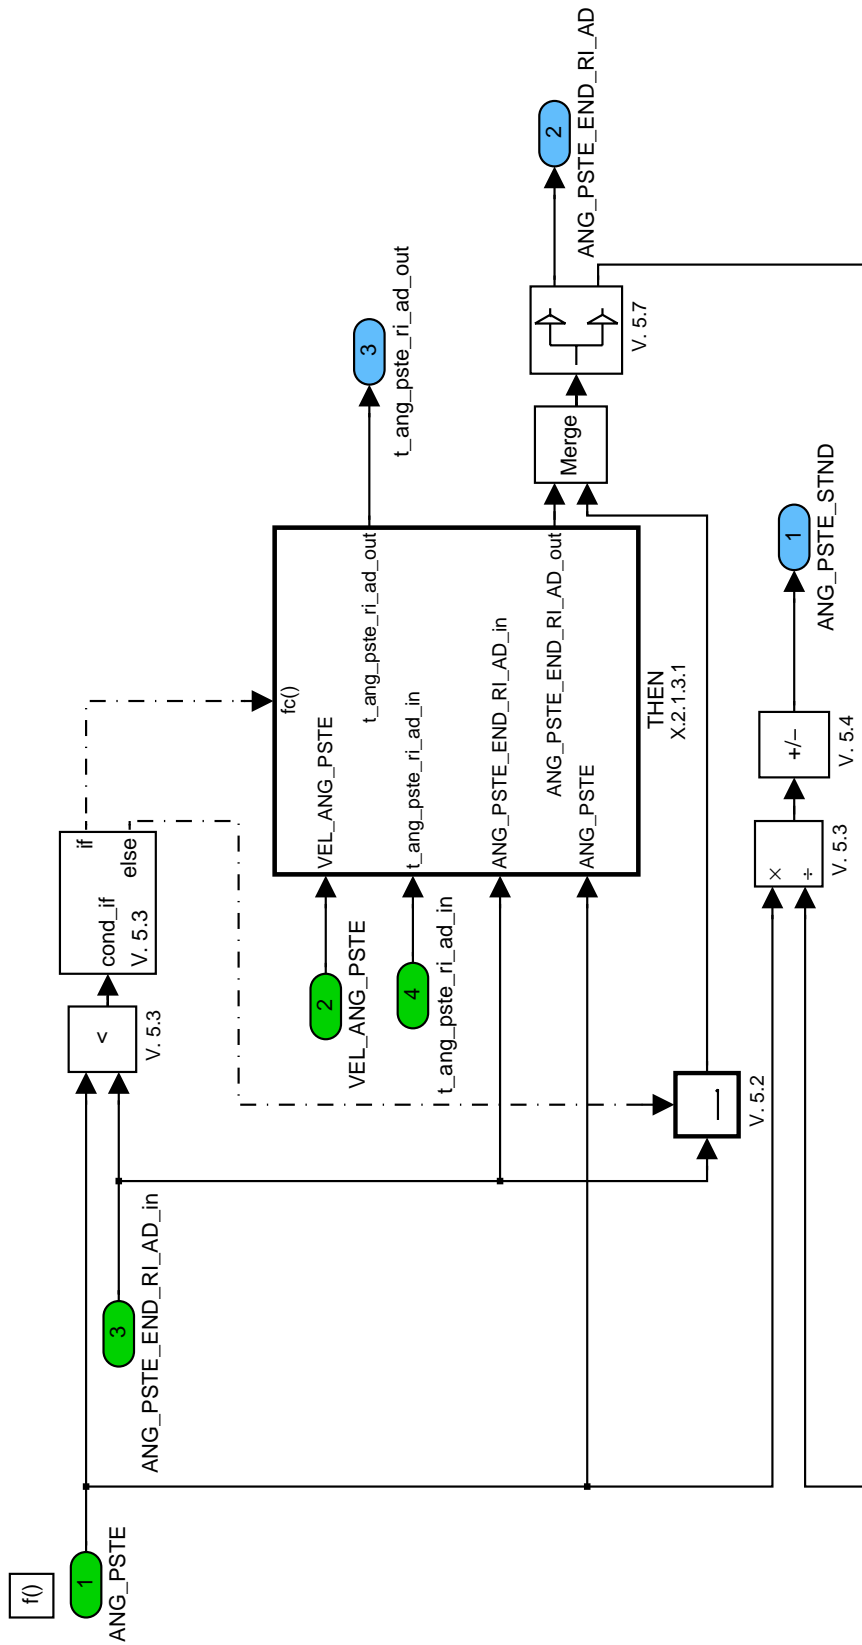 f()
1
ANG_PSTE
3
ANG_PSTE_END_RI_AD_in
<
V. 5.3
cond_if
V. 5.3
if
else
2
VEL_ANG_PSTE
4
t_ang_pste_ri_ad_in
fc()
VEL_ANG_PSTE
t_ang_pste_ri_ad_in
ANG_PSTE_END_RI_AD_in
ANG_PSTE
t_ang_pste_ri_ad_out
ANG_PSTE_END_RI_AD_out
THEN
X.2.1.3.1
V. 5.2
3
t_ang_pste_ri_ad_out
Merge
V. 5.7
2
ANG_PSTE_END_RI_AD
×
÷
V. 5.3
+/−
V. 5.4
1
ANG_PSTE_STND